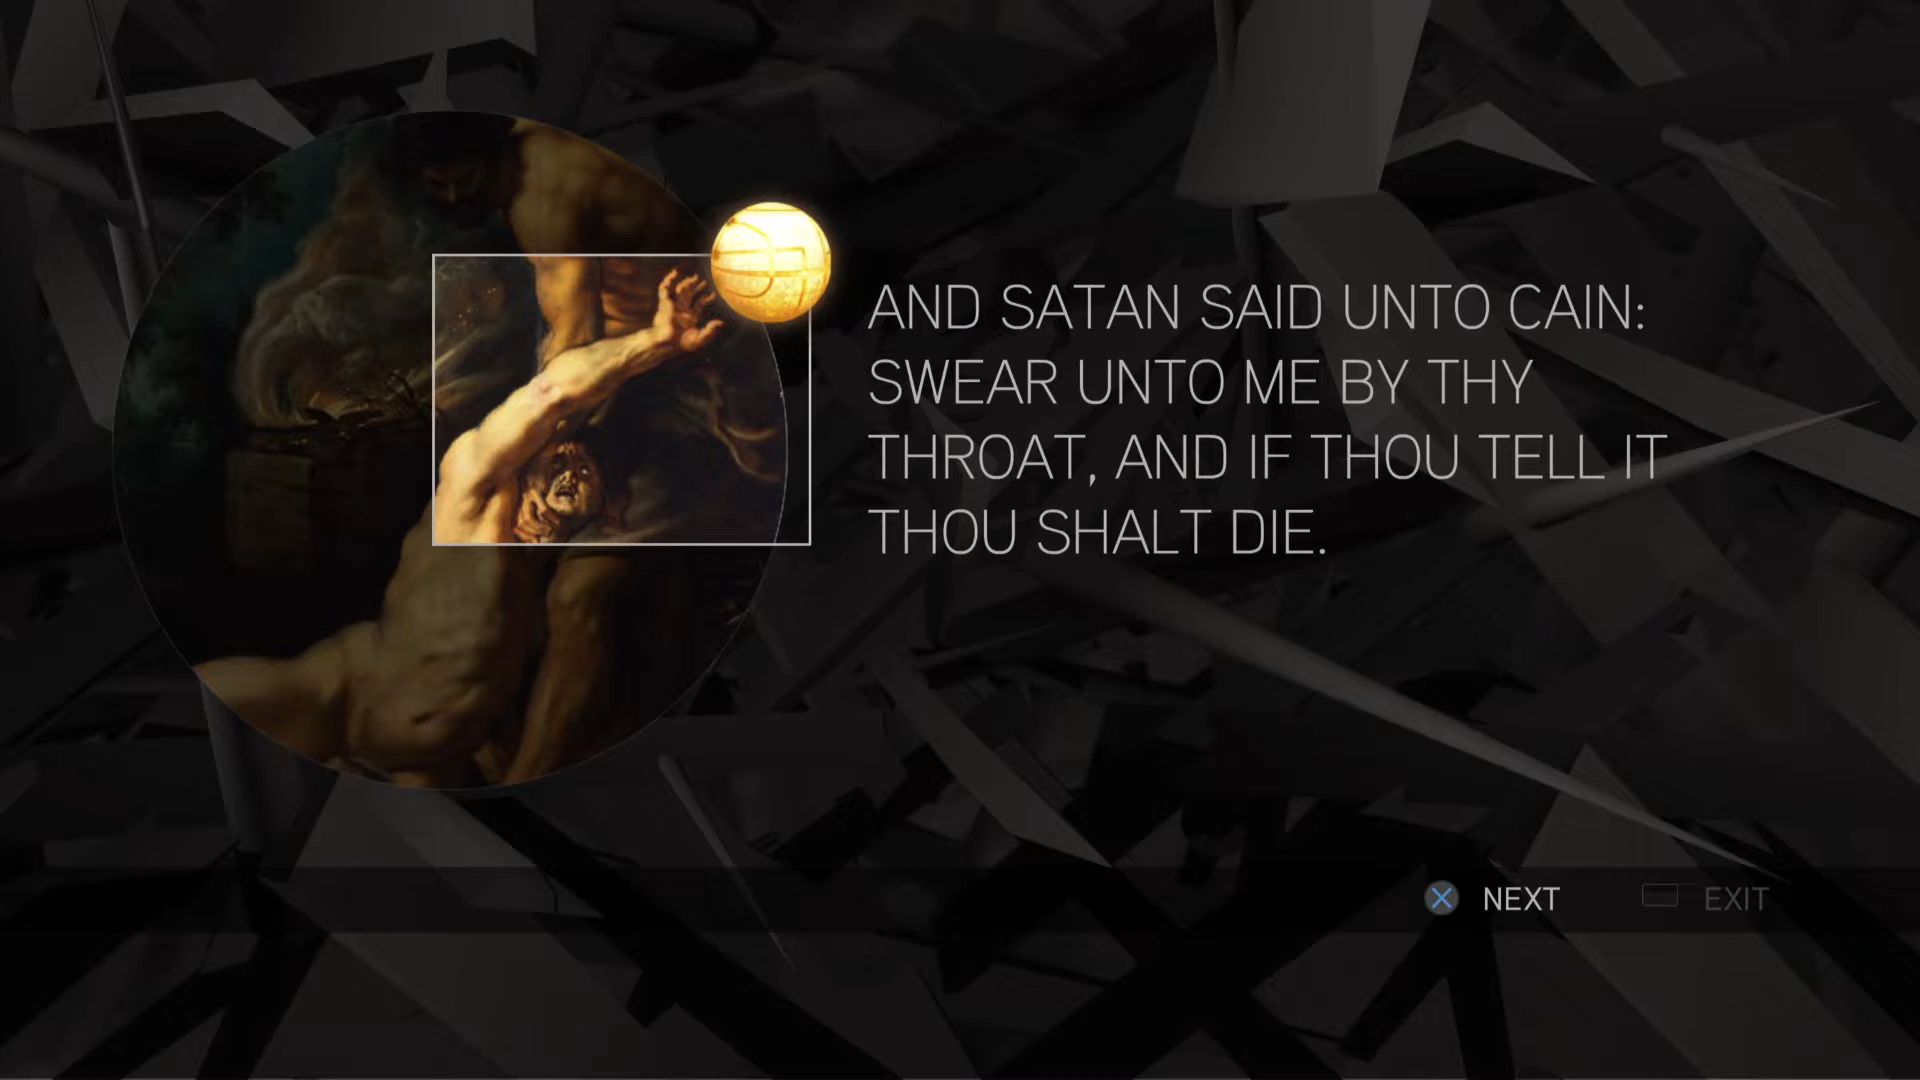 AND SATAN SAID UNTO CAIN:
SWEAR UNTO ME BY THY
THROAT, AND IF THOU TELL IT
THOU SHALT DIE.
NEXT
EXIT